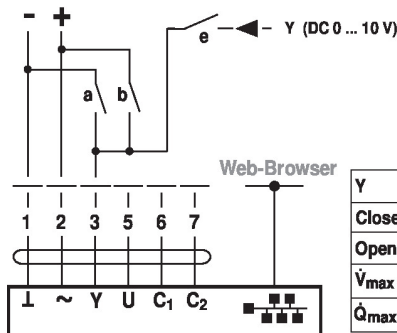 - +
Y (DC 0 ... 10 V)
e
a b
Web-Browser
1 2 3 5 6 7
⊥ ~ Y U C₁ C₂
Y
Close
Open
V̇max
Q̇max